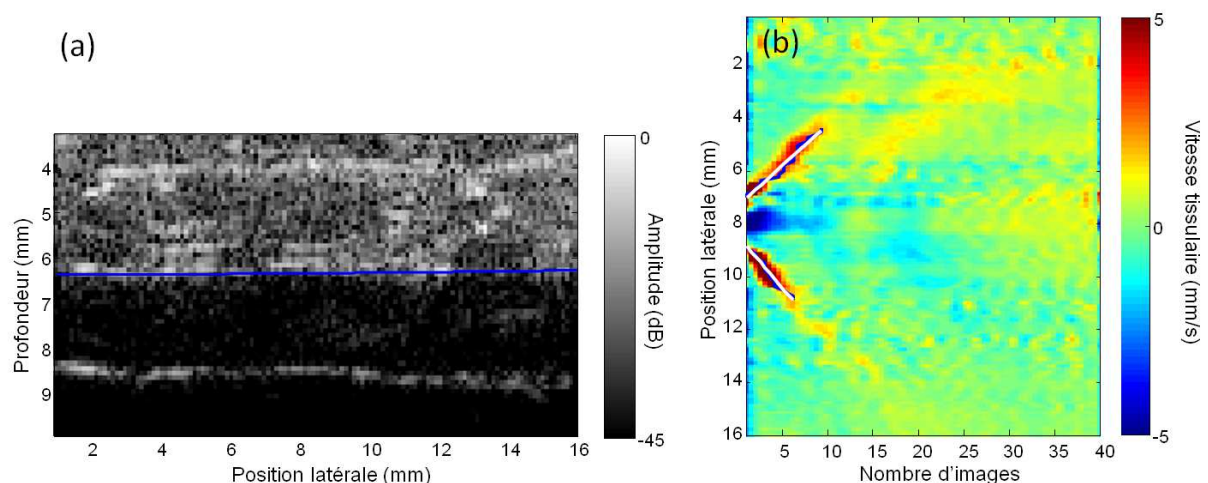 (a)
4
5
6
7
8
9
Profondeur (mm)
2 4 6 8 10 12 14 16
Position latérale (mm)
0
-45
Amplitude (dB)
(b)
2
4
6
8
10
12
14
16
Position latérale (mm)
5 10 15 20 25 30 35 40
Nombre d'images
5
0
-5
Vitesse tissulaire (mm/s)